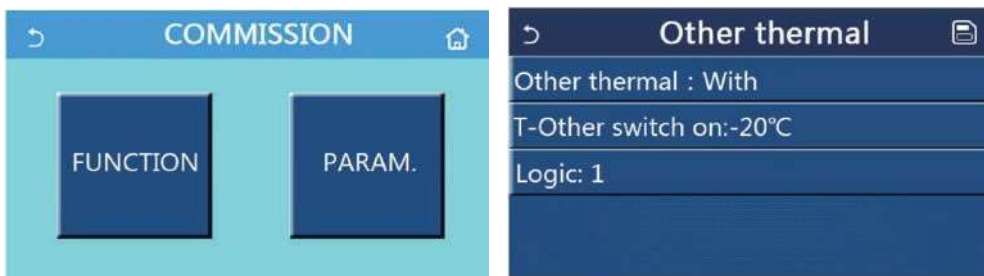 COMMISSION
FUNCTION
PARAM.
Other thermal
Other thermal : With
T-Other switch on:-20℃
Logic: 1